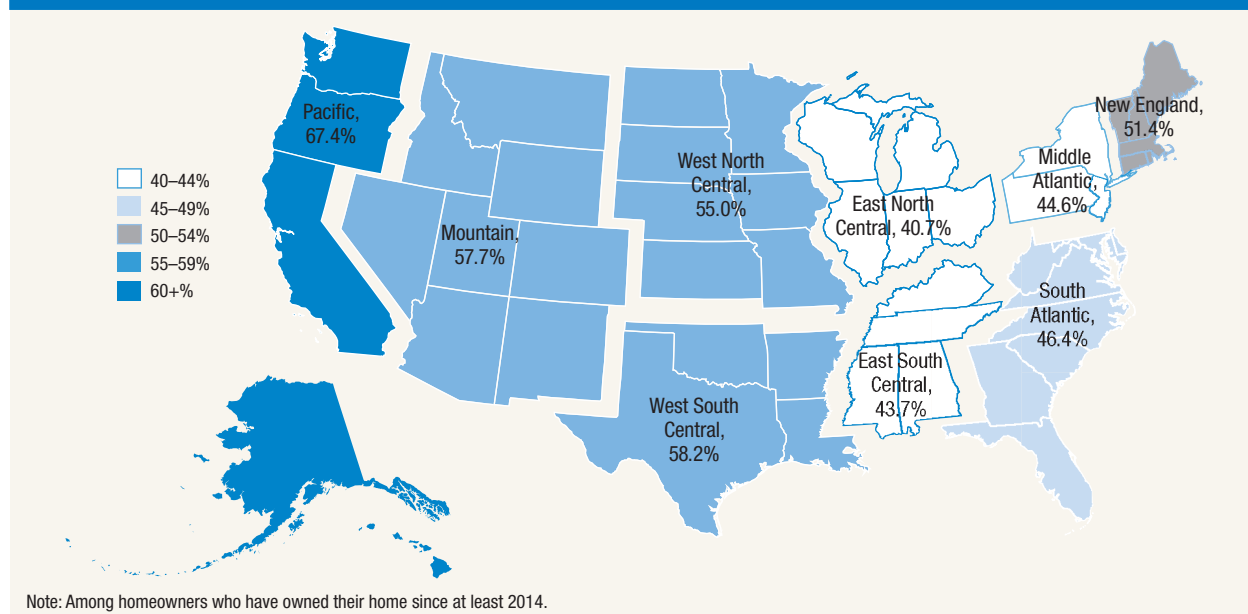 Pacific,
67.4%
Mountain,
57.7%
West North
Central,
55.0%
West South
Central,
58.2%
East North
Central, 40.7%
East South
Central,
43.7%
Middle
Atlantic,
44.6%
New England,
51.4%
South
Atlantic,
46.4%
40–44%
45–49%
50–54%
55–59%
60+%
Note: Among homeowners who have owned their home since at least 2014.